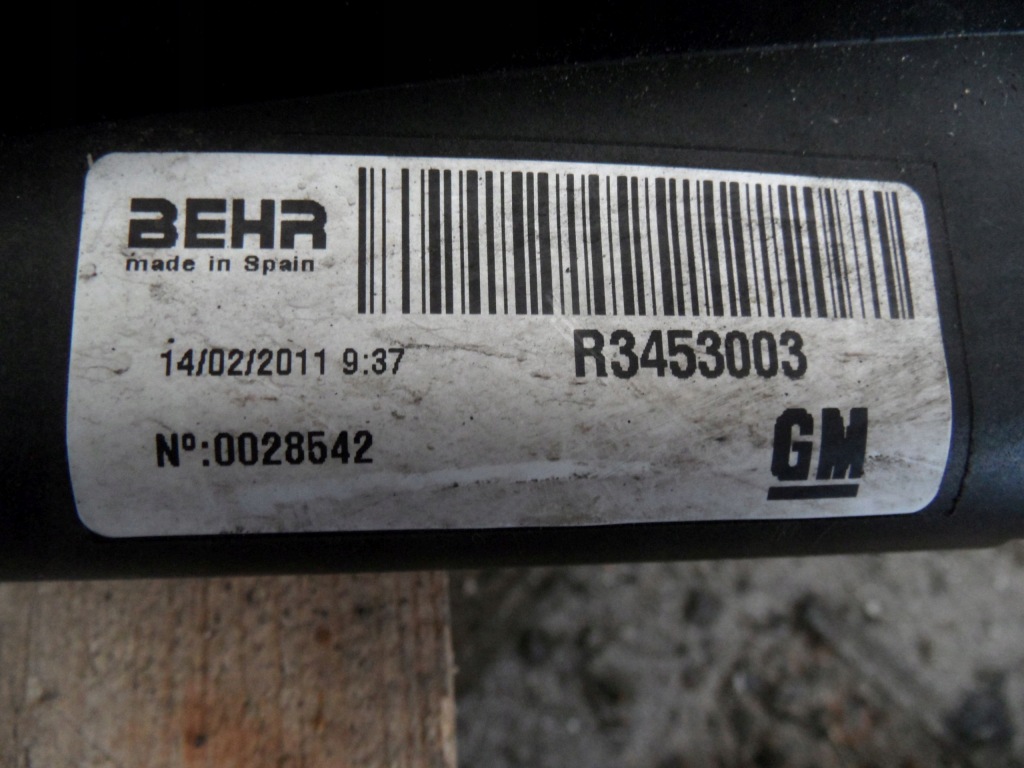 BEHR
made in Spain
14/02/2011 9:37
R3453003
Nº:0028542
GM